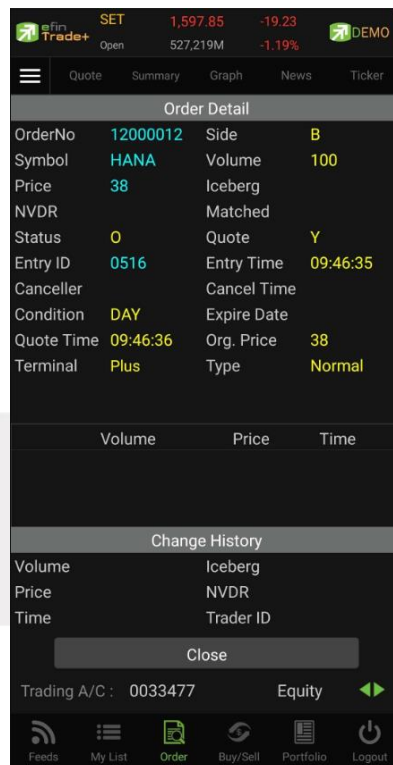 efin Trade+ SET 1,597.85 -19.23 DEMO
Open 527,219M -1.19%
Quote Summary Graph News Ticker
Order Detail
OrderNo 12000012 Side B
Symbol HANA Volume 100
Price 38 Iceberg
NVDR Matched
Status O Quote Y
Entry ID 0516 Entry Time 09:46:35
Canceller Cancel Time
Condition DAY Expire Date
Quote Time 09:46:36 Org. Price 38
Terminal Plus Type Normal
Volume Price Time
Change History
Volume Iceberg
Price NVDR
Time Trader ID
Close
Trading A/C : 0033477 Equity
Feeds My List Order Buy/Sell Portfolio Logout